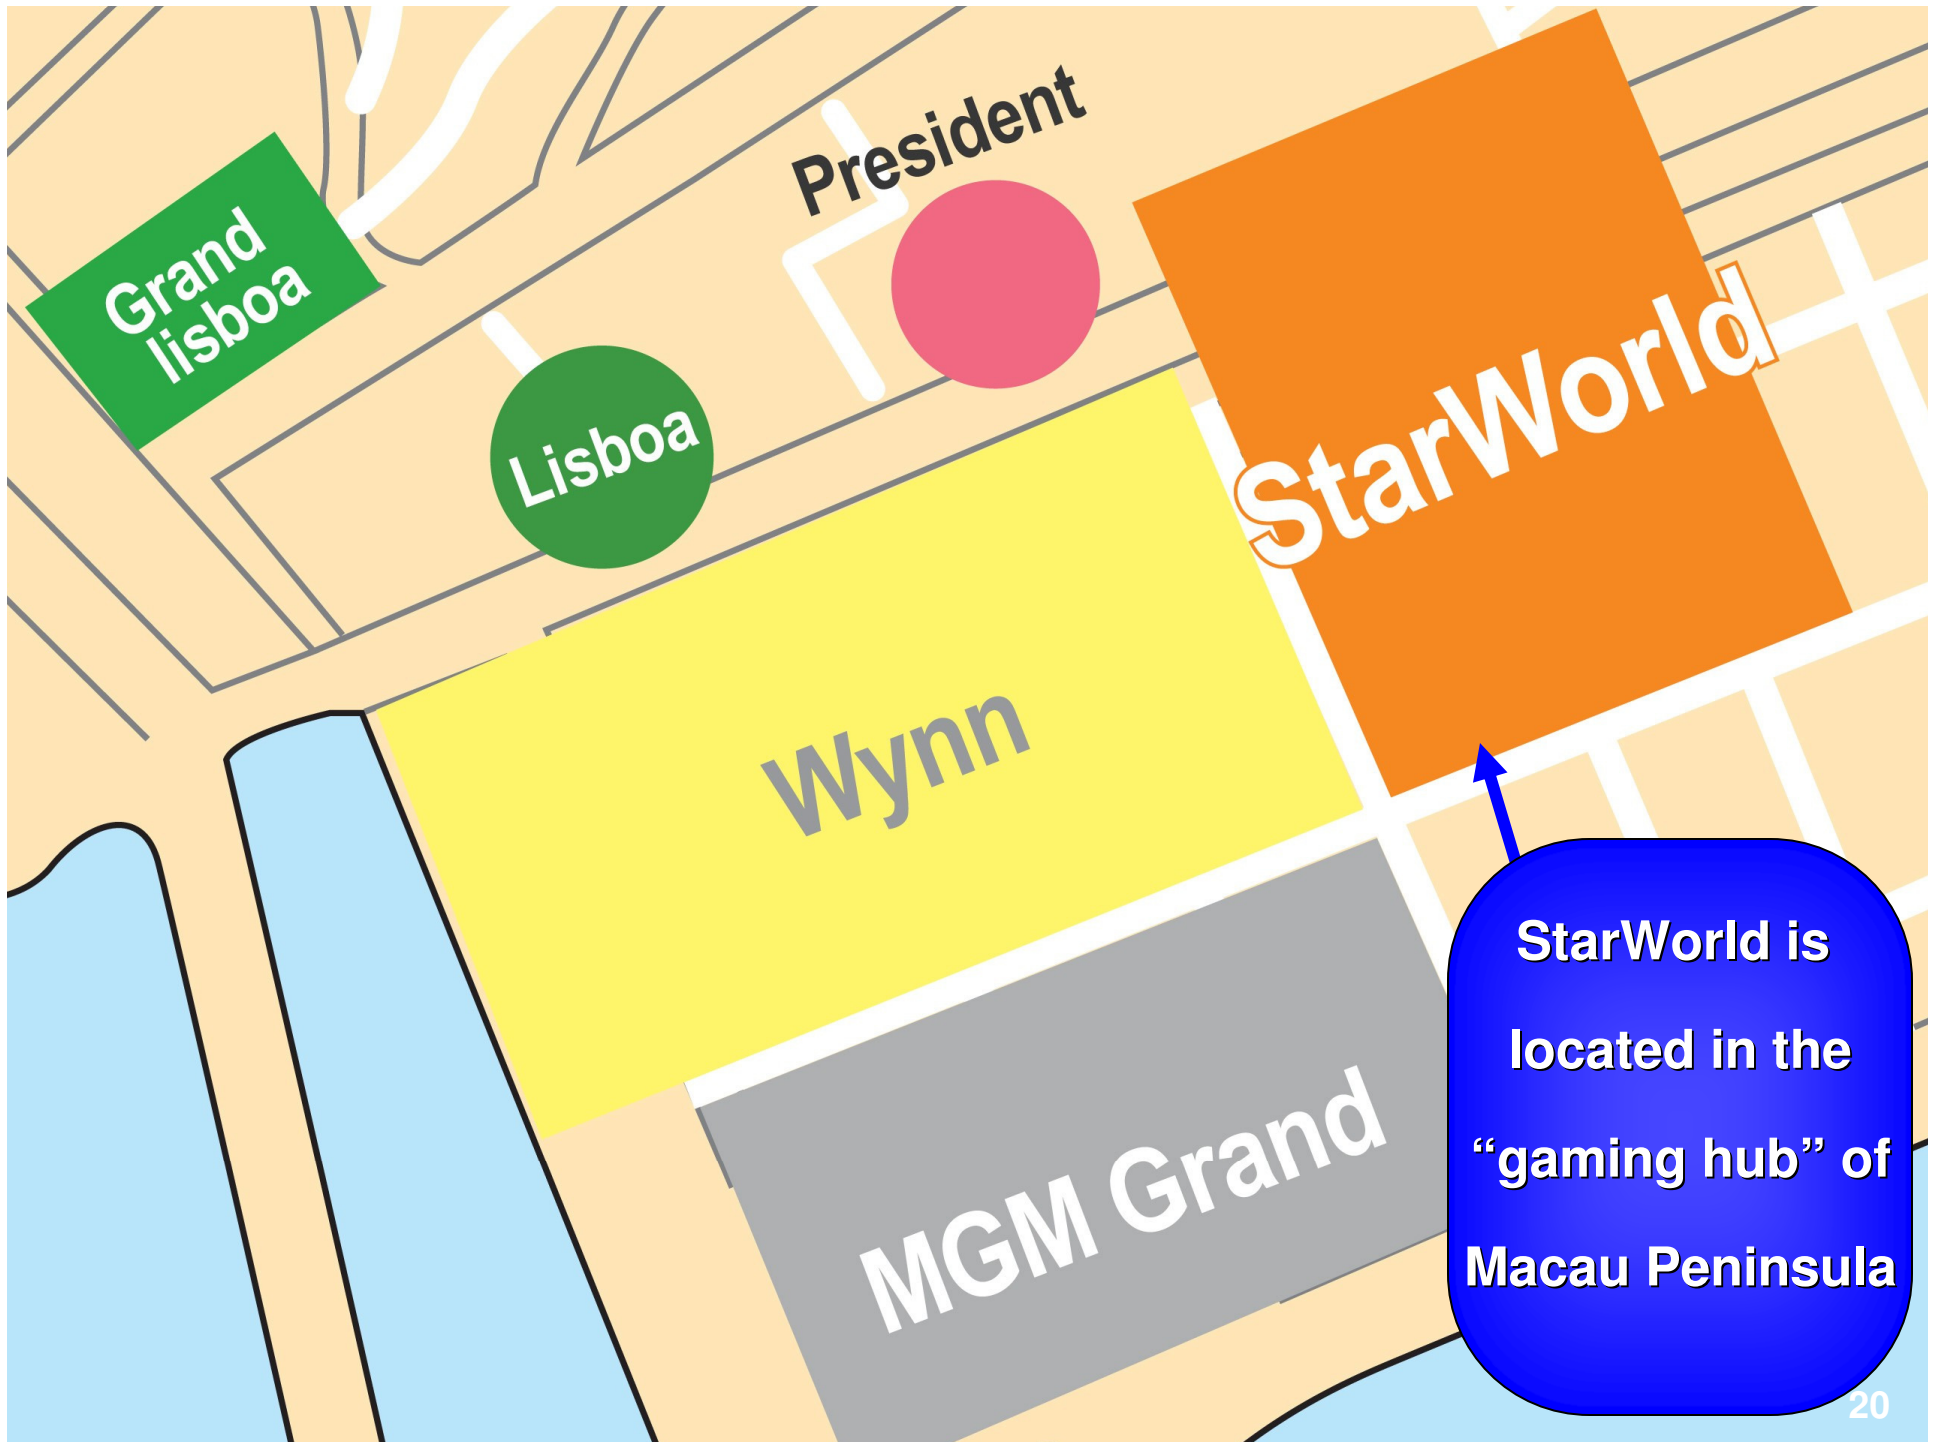 President
Grand
lisboa
StarWorld
Lisboa
Wynn
StarWorld is
located in the
“gaming hub” of
Macau Peninsula
MGM Grand
20